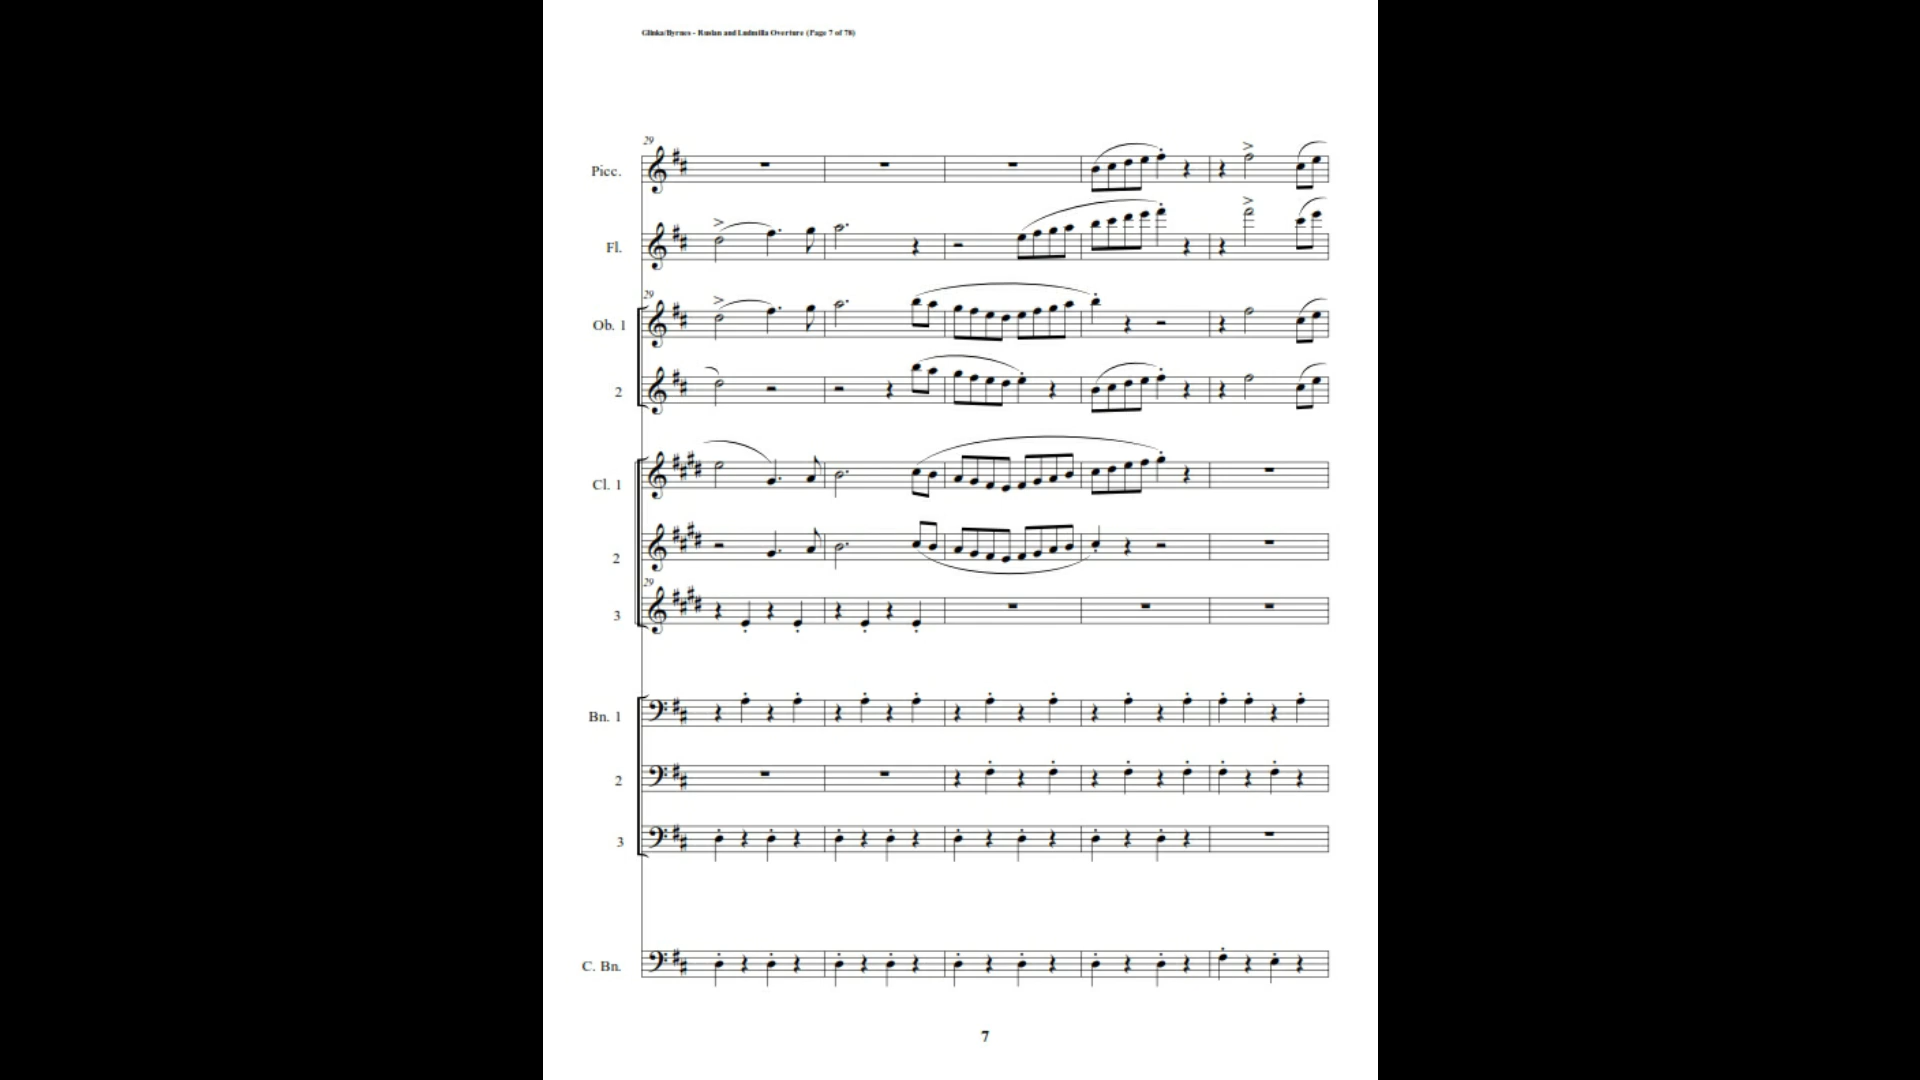 Glinka/Byrnes - Ruslan and Ludmilla Overture (Page 7 of 78)
29
Picc.
Fl.
29
Ob. 1
2
Cl. 1
2
29
3
Bn. 1
2
3
C. Bn.
7